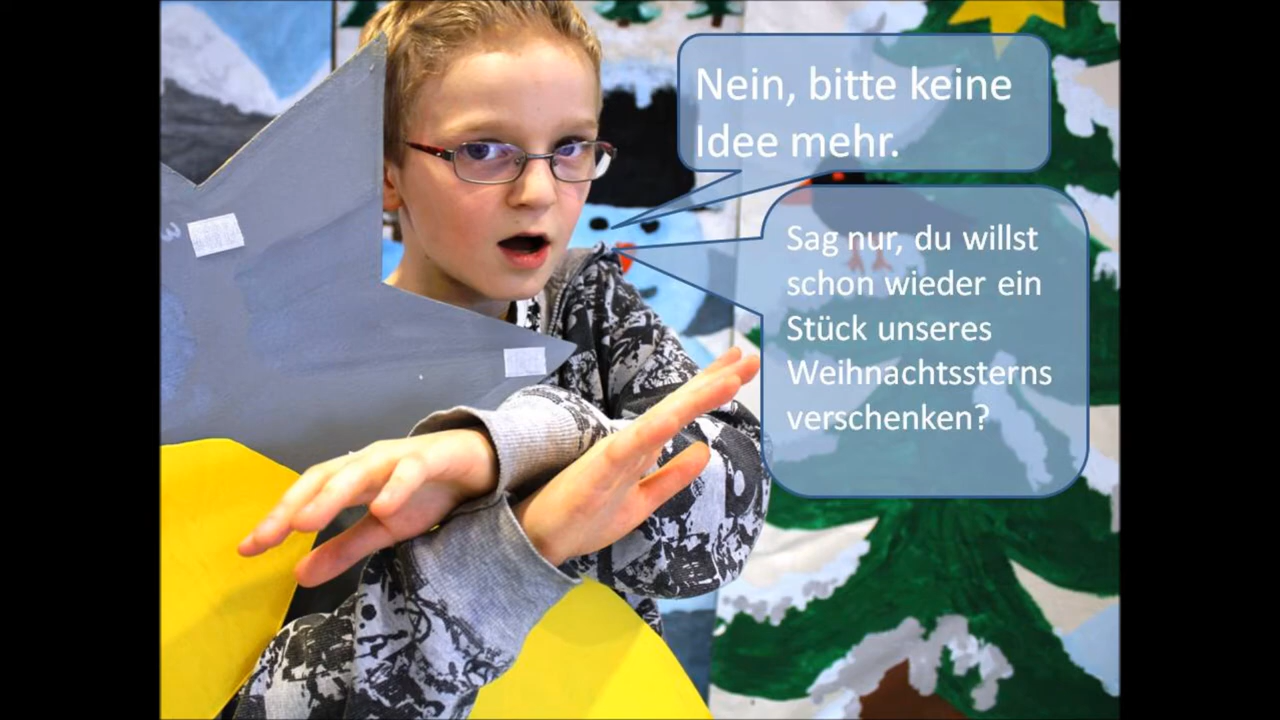 Nein, bitte keine
Idee mehr.
Sag nur, du willst
schon wieder ein
Stück unseres
Weihnachtssterns
verschenken?